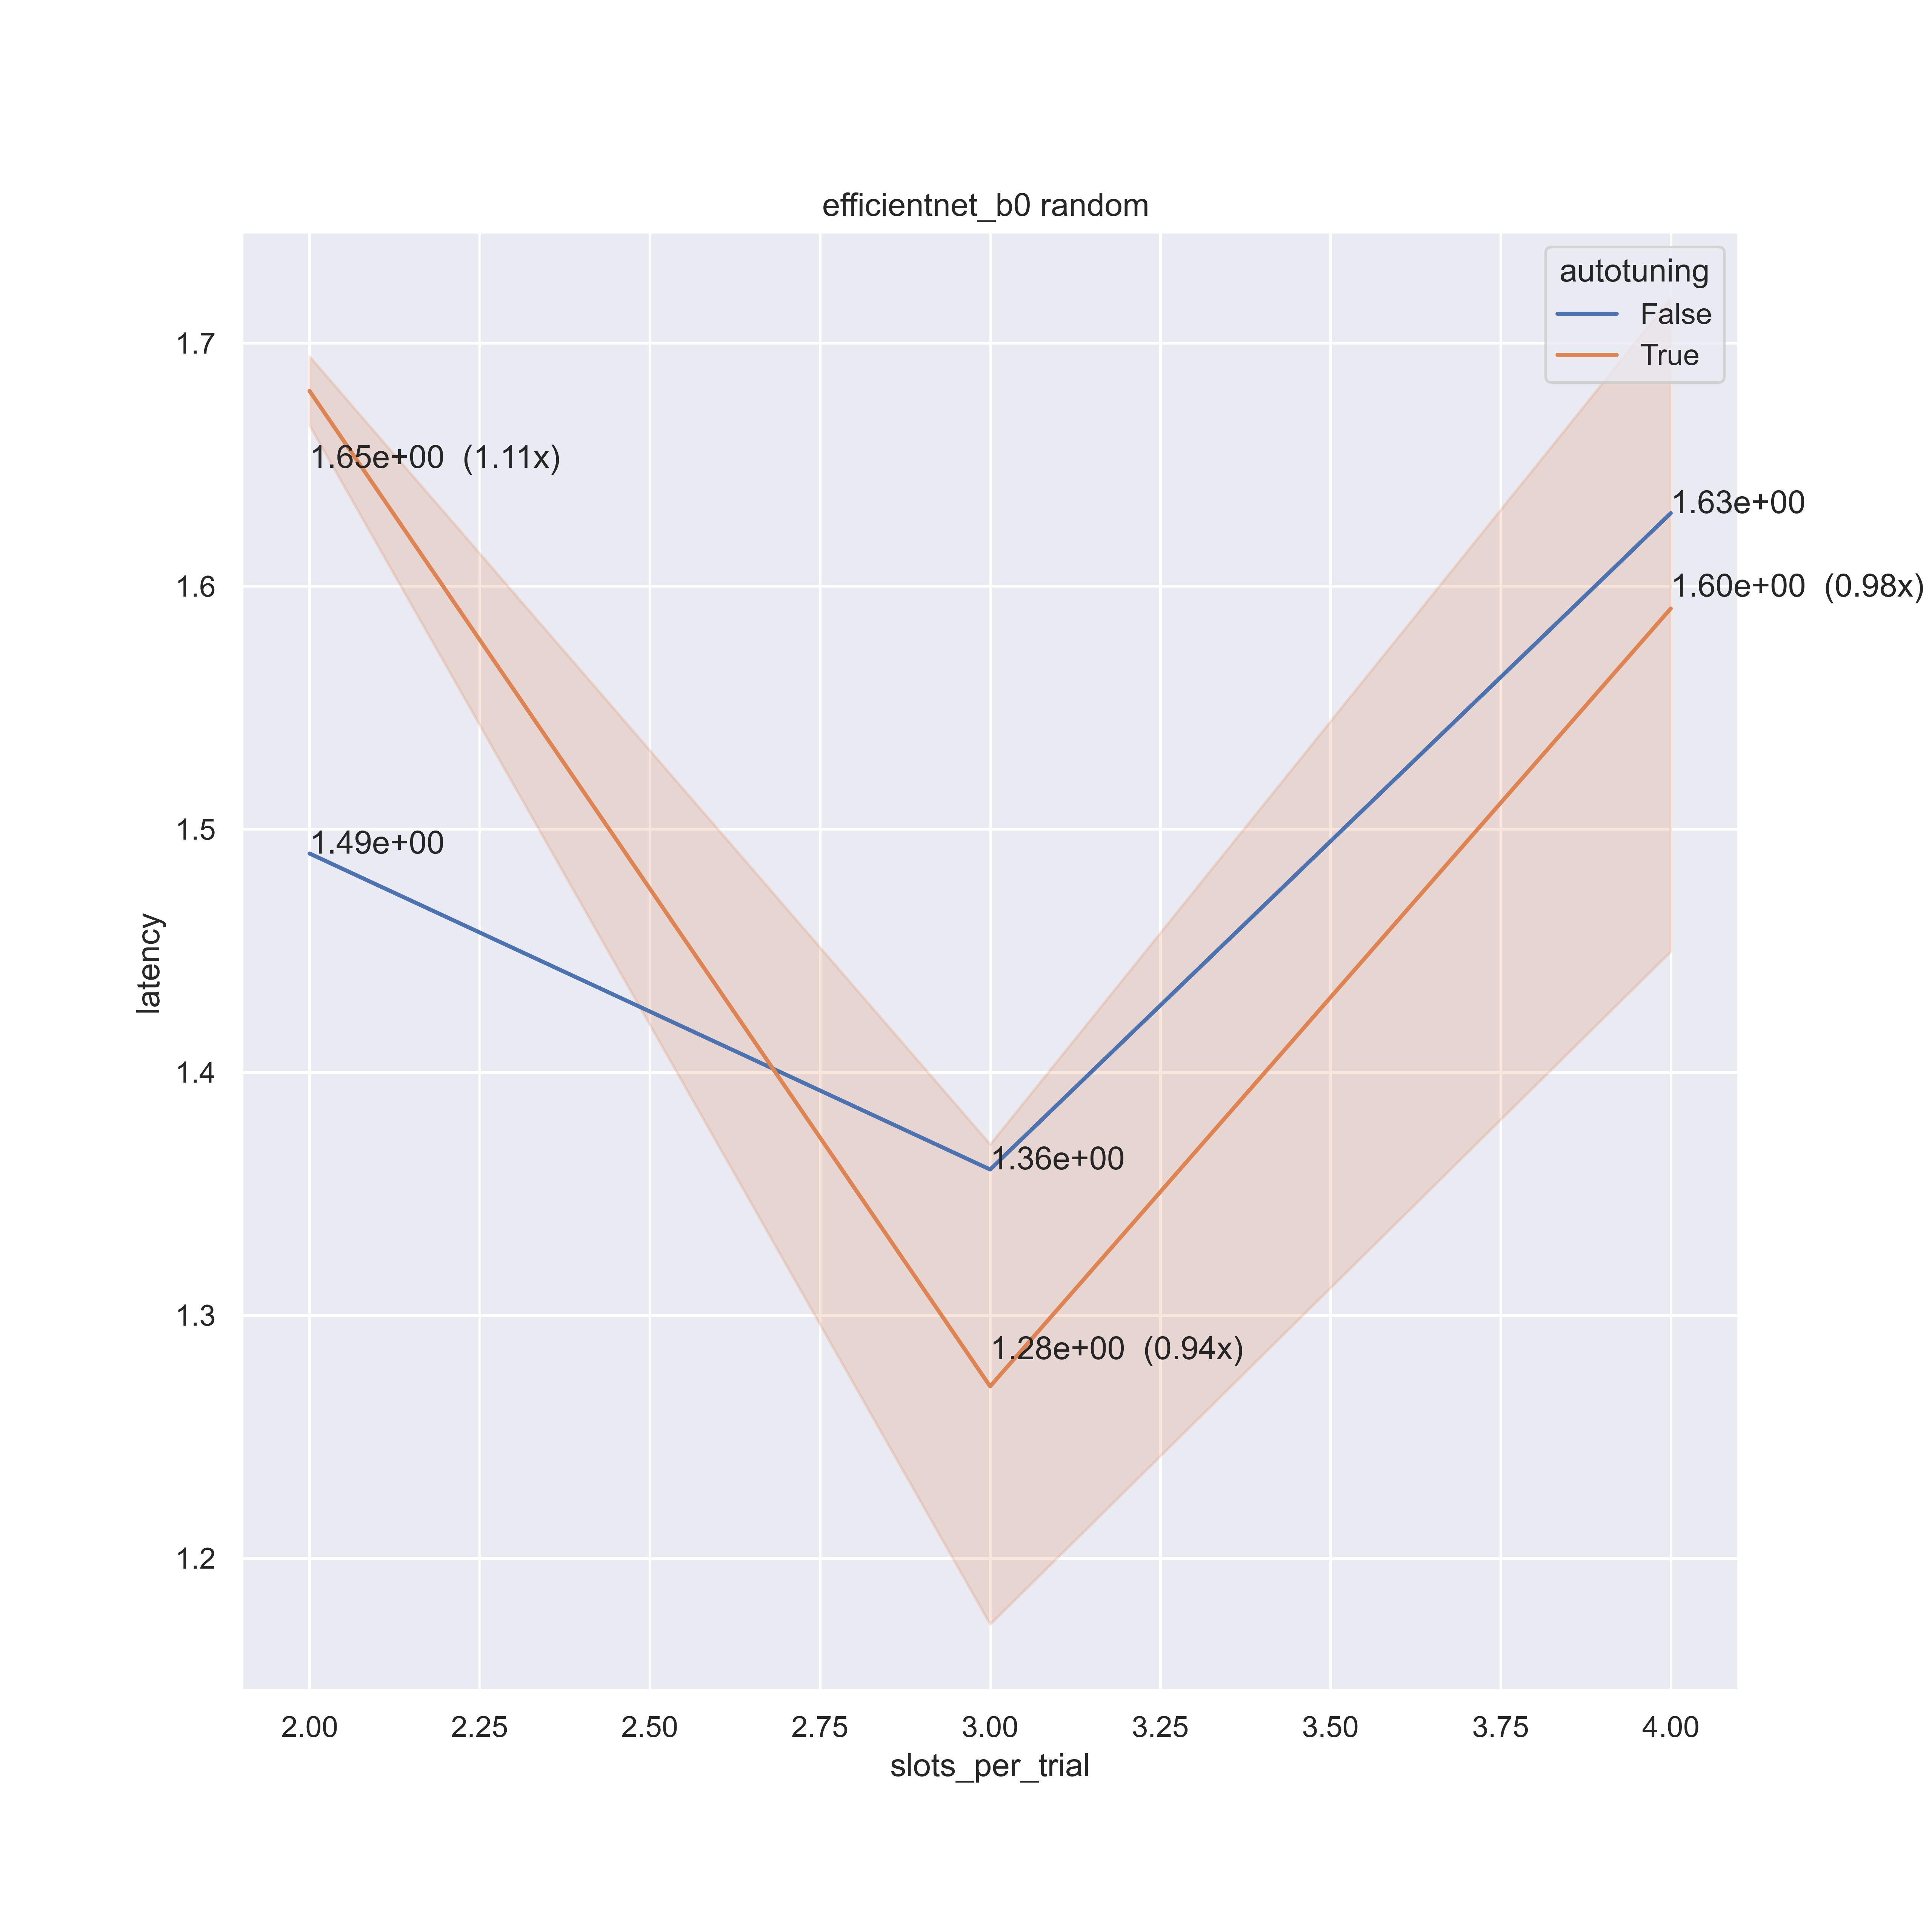 efficientnet_b0 random
autotuning
False
True
1.7
1.6
1.5
1.4
1.3
1.2
latency
1.65e+00  (1.11x)
1.49e+00
1.63e+00
1.60e+00  (0.98x)
1.36e+00
1.28e+00  (0.94x)
2.00 2.25 2.50 2.75 3.00 3.25 3.50 3.75 4.00
slots_per_trial